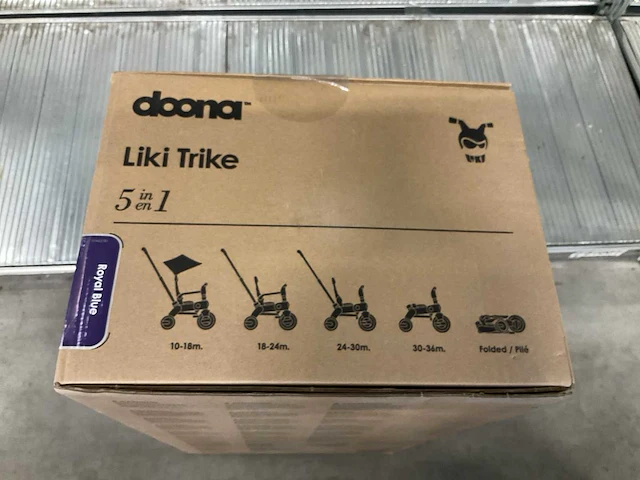 doona™
Liki Trike
LIKI
5 in en 1
Royal Blue
10-18m.
18-24m.
24-30m.
30-36m.
Folded / Plié